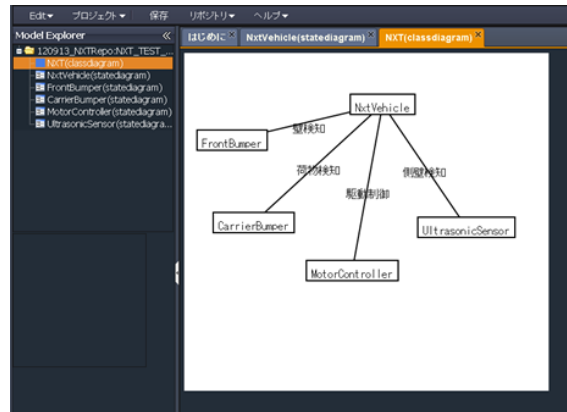 Edit▾ プロジェクト▾ 保存 リポジトリ▾ ヘルプ▾
Model Explorer «
はじめに × NxtVehicle(statediagram) × NXT(classdiagram) ×
120913_NXTRepo:NXT_TEST_...
NXT(classdiagram)
NxtVehicle(statediagram)
FrontBumper(statediagram)
CarrierBumper(statediagram)
MotorController(statediagram)
UltrasonicSensor(statediagra...
NxtVehicle
壁検知
FrontBumper
荷物検知
側壁検知
駆動制御
CarrierBumper
UltrasonicSensor
MotorController